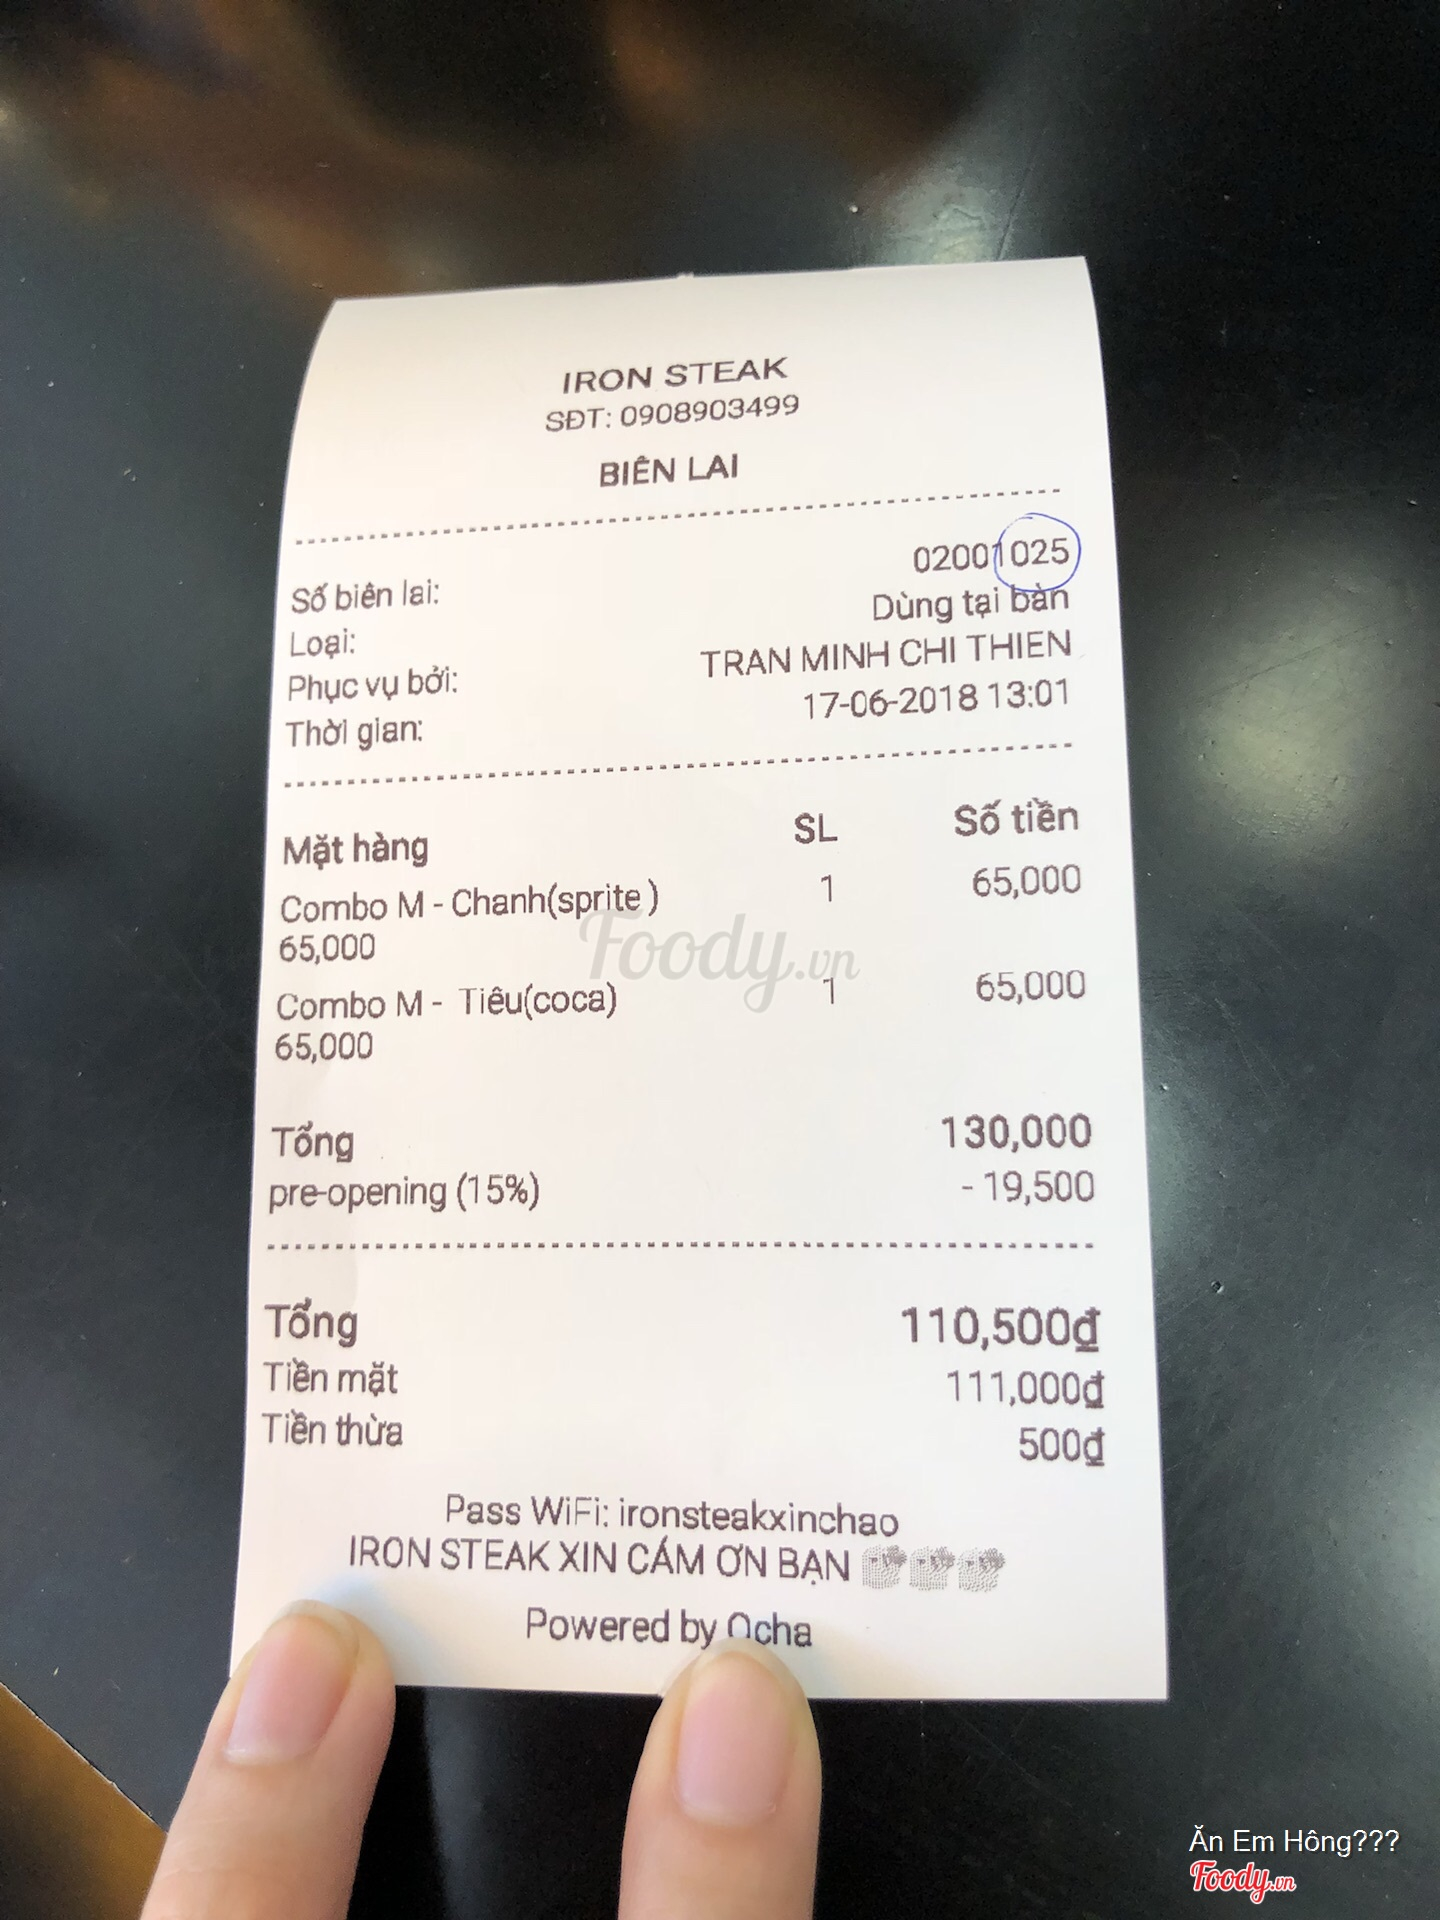 IRON STEAK
SĐT: 0908903499
BIÊN LAI
Số biên lai: 02001025
Loại: Dùng tại bàn
Phục vụ bởi: TRAN MINH CHI THIEN
Thời gian: 17-06-2018 13:01
Mặt hàng SL Số tiền
Combo M - Chanh(sprite ) 1 65,000
65,000
Combo M - Tiêu(coca) 1 65,000
65,000
Tổng 130,000
pre-opening (15%) - 19,500
Tổng 110,500₫
Tiền mặt 111,000₫
Tiền thừa 500₫
Pass WiFi: ironsteakxinchao
IRON STEAK XIN CÁM ƠN BẠN
Powered by Ocha
Foody.vn
Ăn Em Hông???
Foody.vn